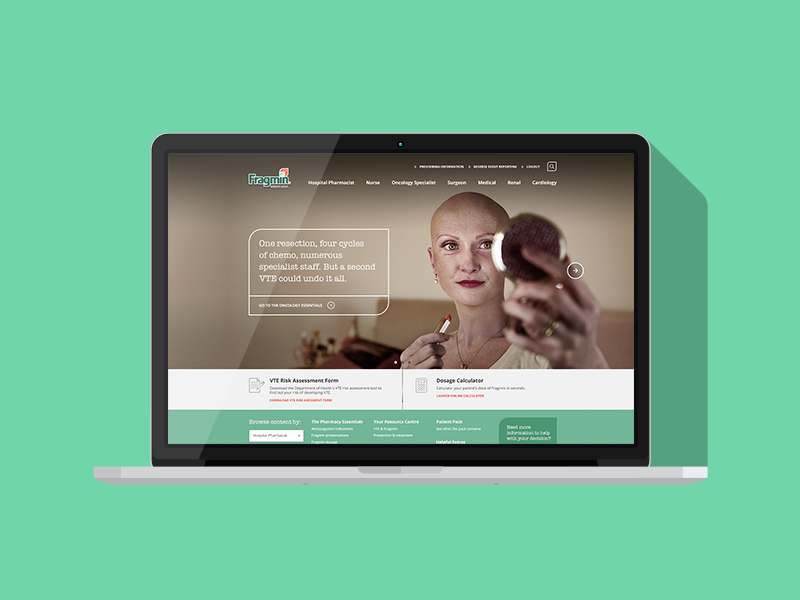 PRESCRIBING INFORMATION
ADVERSE EVENT REPORTING
LOGOUT
Fragmin
Hospital Pharmacist
Nurse
Oncology Specialist
Surgeon
Medical
Renal
Cardiology
One resection, four cycles
of chemo, numerous
specialist staff. But a second
VTE could undo it all.
GO TO THE ONCOLOGY ESSENTIALS
VTE Risk Assessment Form
Download the Department of Health's VTE risk assessment tool to
find out your risk of developing VTE.
DOWNLOAD VTE RISK ASSESSMENT FORM
Dosage Calculator
Calculate your patient's dose of Fragmin in seconds.
LAUNCH ONLINE CALCULATOR
Browse content by:
Hospital Pharmacist
The Pharmacy Essentials
Anticoagulant indications
Fragmin presentations
Fragmin dosage
Your Resource Centre
VTE & Fragmin
Prevention & treatment
Patient Pack
See what the pack contains
Helpful Extras
Need more
information to help
with your decision?